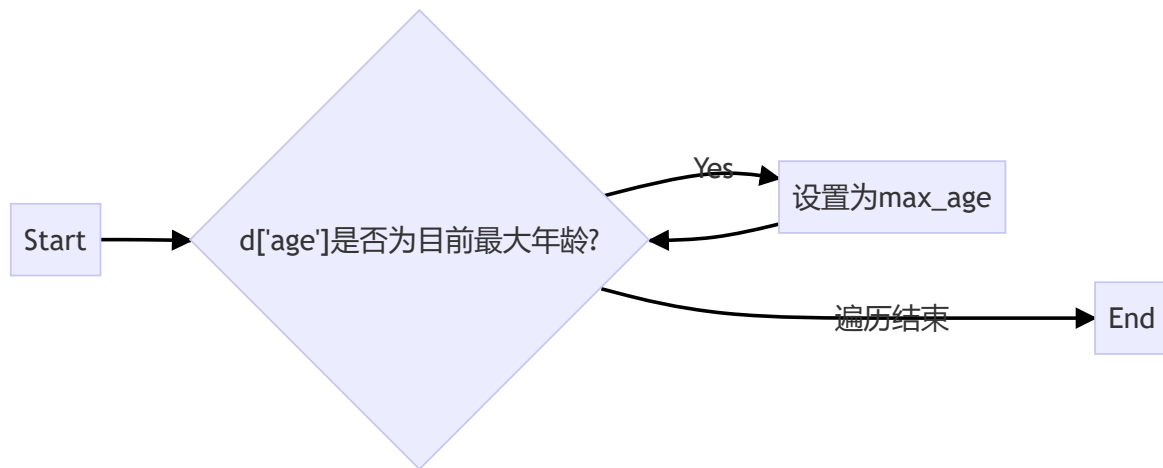 Start
d['age']是否为目前最大年龄?
Yes
设置为max_age
遍历结束
End